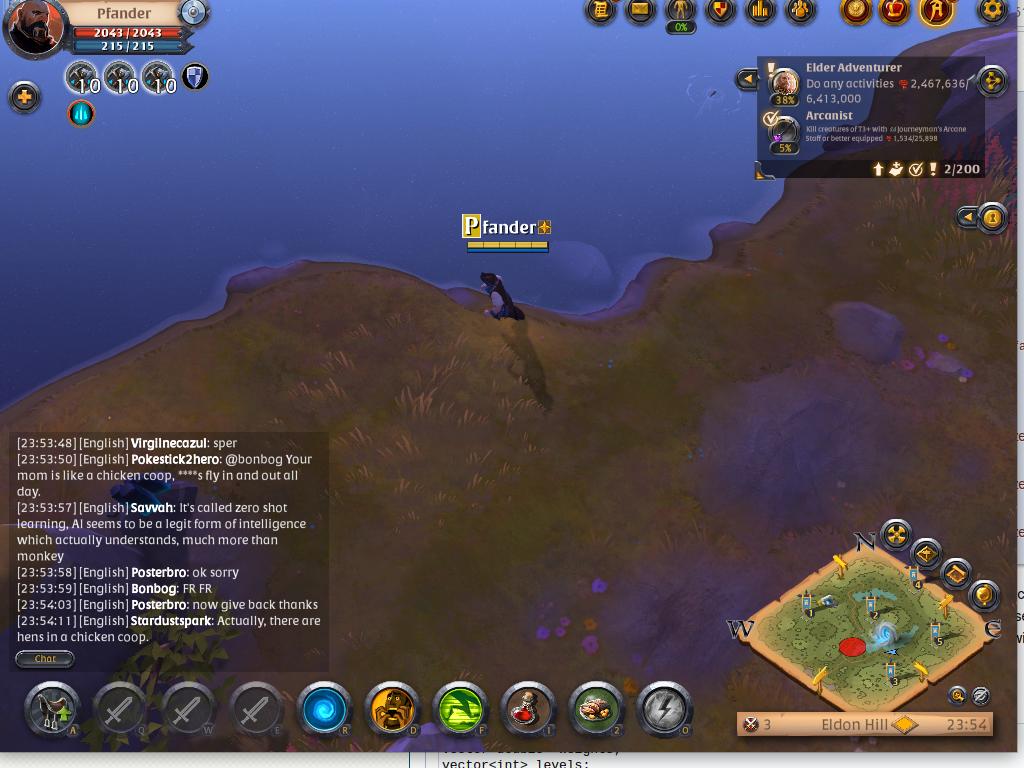 Pfander
2043 / 2043
215 / 215
10
10
10
0%
Elder Adventurer
Do any activities 2,467,636/
6,413,000
38%
Arcanist
Kill creatures of T3+ with Journeyman's Arcane
Staff or better equipped 1,534/25,898
5%
2/200
Pfander
[23:53:48] [English] Virgilnecazul: sper
[23:53:50] [English] Pokestick2hero: @bonbog Your
mom is like a chicken coop, ****s fly in and out all
day.
[23:53:57] [English] Savvah: It's called zero shot
learning, AI seems to be a legit form of intelligence
which actually understands, much more than
monkey
[23:53:58] [English] Posterbro: ok sorry
[23:53:59] [English] Bonbog: FR FR
[23:54:03] [English] Posterbro: now give back thanks
[23:54:11] [English] Stardustspark: Actually, there are
hens in a chicken coop.
Chat
N
W
E
1
2
3
4
5
A
Q
W
E
R
D
F
1
2
O
3
Eldon Hill
23:54
vector<int> levels;